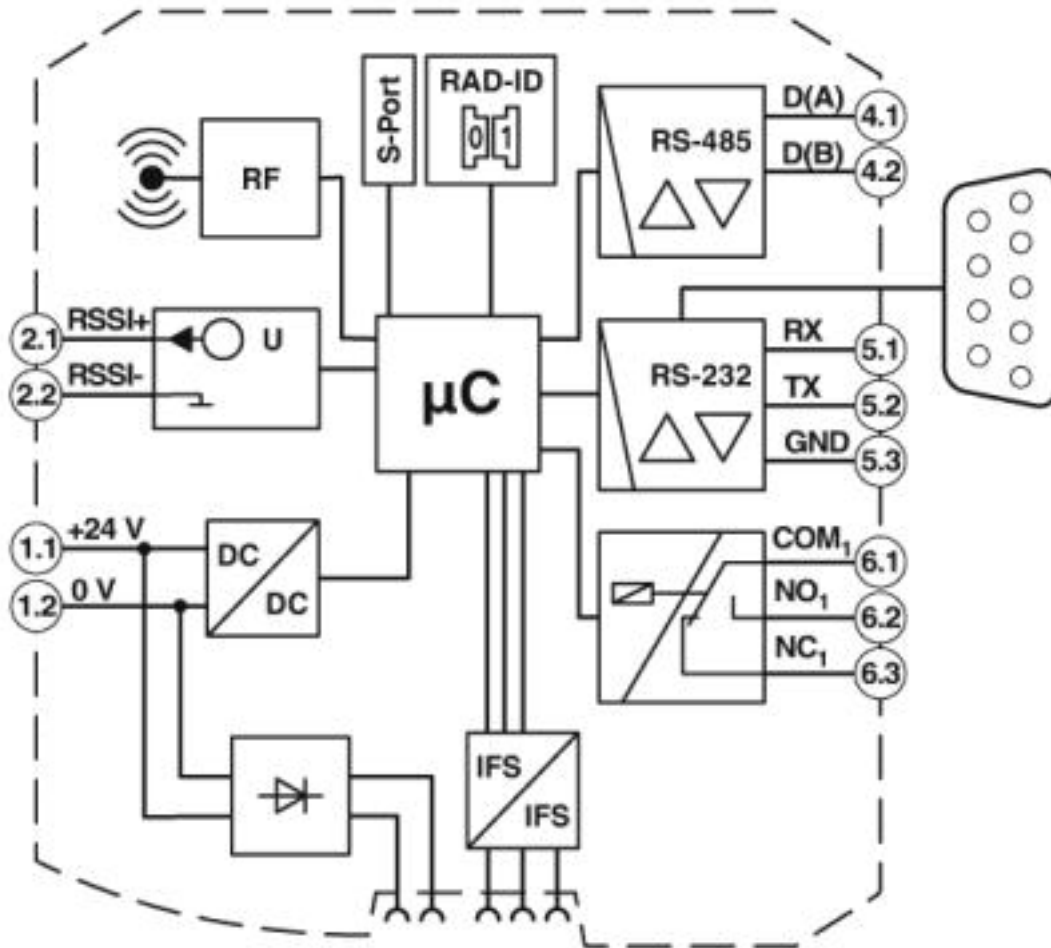 S-Port
RAD-ID
0 1
RF
RS-485
D(A) 4.1
D(B) 4.2
2.1 RSSI+
U
2.2 RSSI-
µC
RS-232
RX 5.1
TX 5.2
GND 5.3
1.1 +24 V
1.2 0 V
DC
DC
COM₁ 6.1
NO₁ 6.2
NC₁ 6.3
IFS
IFS